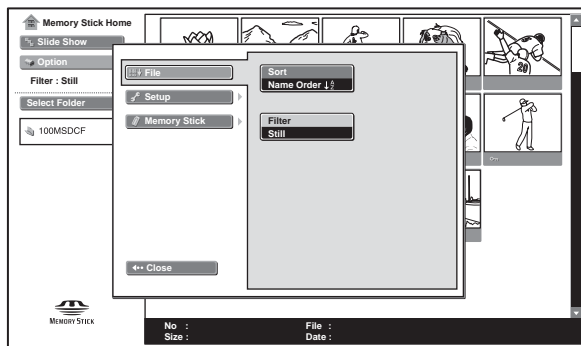 Memory Stick Home
Slide Show
Option
Filter : Still
Select Folder
100MSDCF
MEMORY STICK
File
Setup
Memory Stick
Close
Sort
Name Order ↓A Z
Filter
Still
20
No :
File :
Size :
Date :